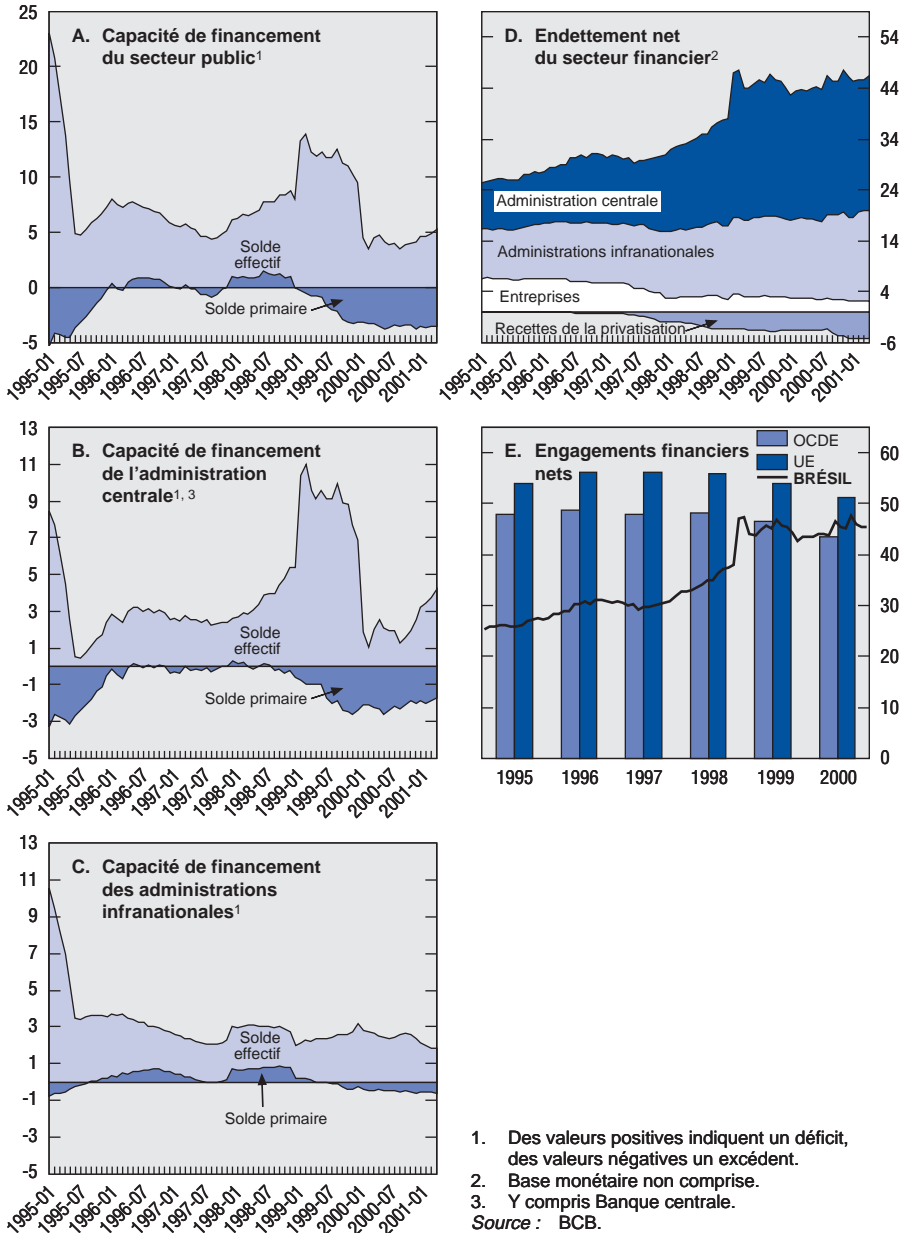 A. Capacité de financement
du secteur public1
25
20
15
10
5
0
-5
Solde
effectif
Solde primaire
1995-01
1995-07
1996-01
1996-07
1997-01
1997-07
1998-01
1998-07
1999-01
1999-07
2000-01
2000-07
2001-01
D. Endettement net
du secteur financier2
54
44
34
24
14
4
-6
Administration centrale
Administrations infranationales
Entreprises
Recettes de la privatisation
1995-01
1995-07
1996-01
1996-07
1997-01
1997-07
1998-01
1998-07
1999-01
1999-07
2000-01
2000-07
2001-01
B. Capacité de financement
de l'administration
centrale1, 3
13
11
9
7
5
3
1
-1
-3
-5
Solde
effectif
Solde primaire
1995-01
1995-07
1996-01
1996-07
1997-01
1997-07
1998-01
1998-07
1999-01
1999-07
2000-01
2000-07
2001-01
E. Engagements financiers
nets
OCDE
UE
BRÉSIL
60
50
40
30
20
10
0
1995 1996 1997 1998 1999 2000
C. Capacité de financement
des administrations
infranationales1
13
11
9
7
5
3
1
-1
-3
-5
Solde
effectif
Solde primaire
1995-01
1995-07
1996-01
1996-07
1997-01
1997-07
1998-01
1998-07
1999-01
1999-07
2000-01
2000-07
2001-01
1. Des valeurs positives indiquent un déficit,
des valeurs négatives un excédent.
2. Base monétaire non comprise.
3. Y compris Banque centrale.
Source : BCB.